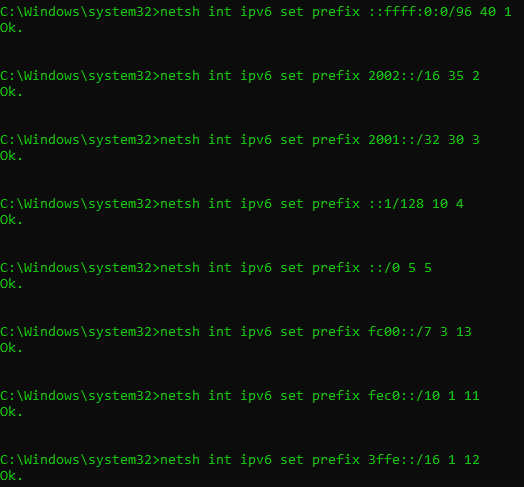 C:\Windows\system32>netsh int ipv6 set prefix ::ffff:0:0/96 40 1
Ok.
C:\Windows\system32>netsh int ipv6 set prefix 2002::/16 35 2
Ok.
C:\Windows\system32>netsh int ipv6 set prefix 2001::/32 30 3
Ok.
C:\Windows\system32>netsh int ipv6 set prefix ::1/128 10 4
Ok.
C:\Windows\system32>netsh int ipv6 set prefix ::/0 5 5
Ok.
C:\Windows\system32>netsh int ipv6 set prefix fc00::/7 3 13
Ok.
C:\Windows\system32>netsh int ipv6 set prefix fec0::/10 1 11
Ok.
C:\Windows\system32>netsh int ipv6 set prefix 3ffe::/16 1 12
Ok.